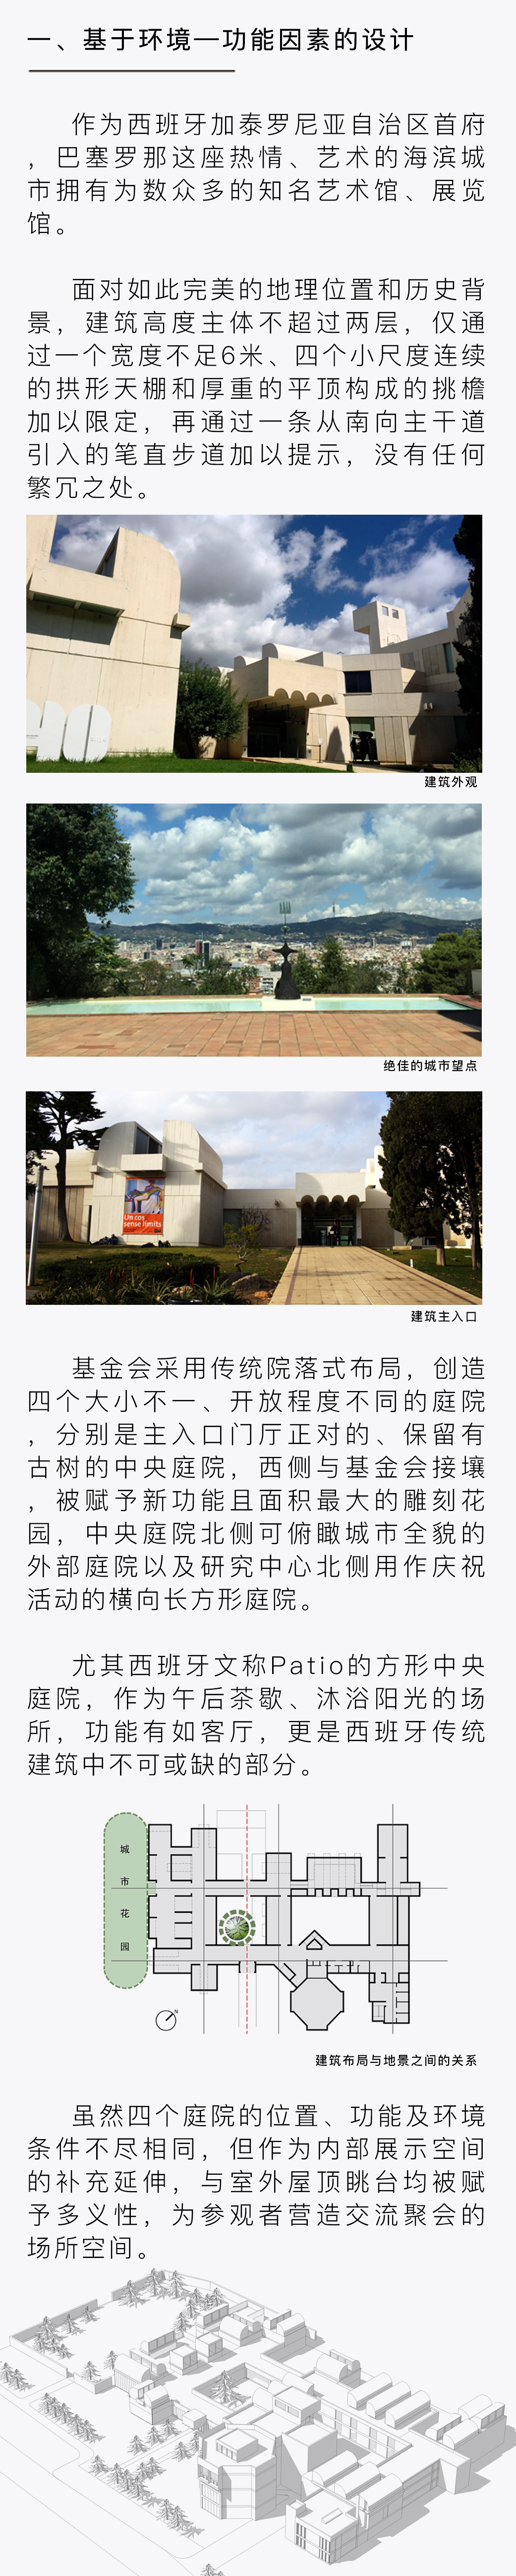 一、基于环境—功能因素的设计
作为西班牙加泰罗尼亚自治区首府
，巴塞罗那这座热情、艺术的海滨城
市拥有为数众多的知名艺术馆、展览
馆。
面对如此完美的地理位置和历史背
景，建筑高度主体不超过两层，仅通
过一个宽度不足6米、四个小尺度连续
的拱形天棚和厚重的平顶构成的挑檐
加以限定，再通过一条从南向主干道
引入的笔直步道加以提示，没有任何
繁冗之处。
建筑外观
绝佳的城市望点
Un cos
sense límits
建筑主入口
基金会采用传统院落式布局，创造
四个大小不一、开放程度不同的庭院
，分别是主入口门厅正对的、保留有
古树的中央庭院，西侧与基金会接壤
，被赋予新功能且面积最大的雕刻花
园，中央庭院北侧可俯瞰城市全貌的
外部庭院以及研究中心北侧用作庆祝
活动的横向长方形庭院。
尤其西班牙文称Patio的方形中央
庭院，作为午后茶歇、沐浴阳光的场
所，功能有如客厅，更是西班牙传统
建筑中不可或缺的部分。
城
市
花
园
N
建筑布局与地景之间的关系
虽然四个庭院的位置、功能及环境
条件不尽相同，但作为内部展示空间
的补充延伸，与室外屋顶眺台均被赋
予多义性，为参观者营造交流聚会的
场所空间。